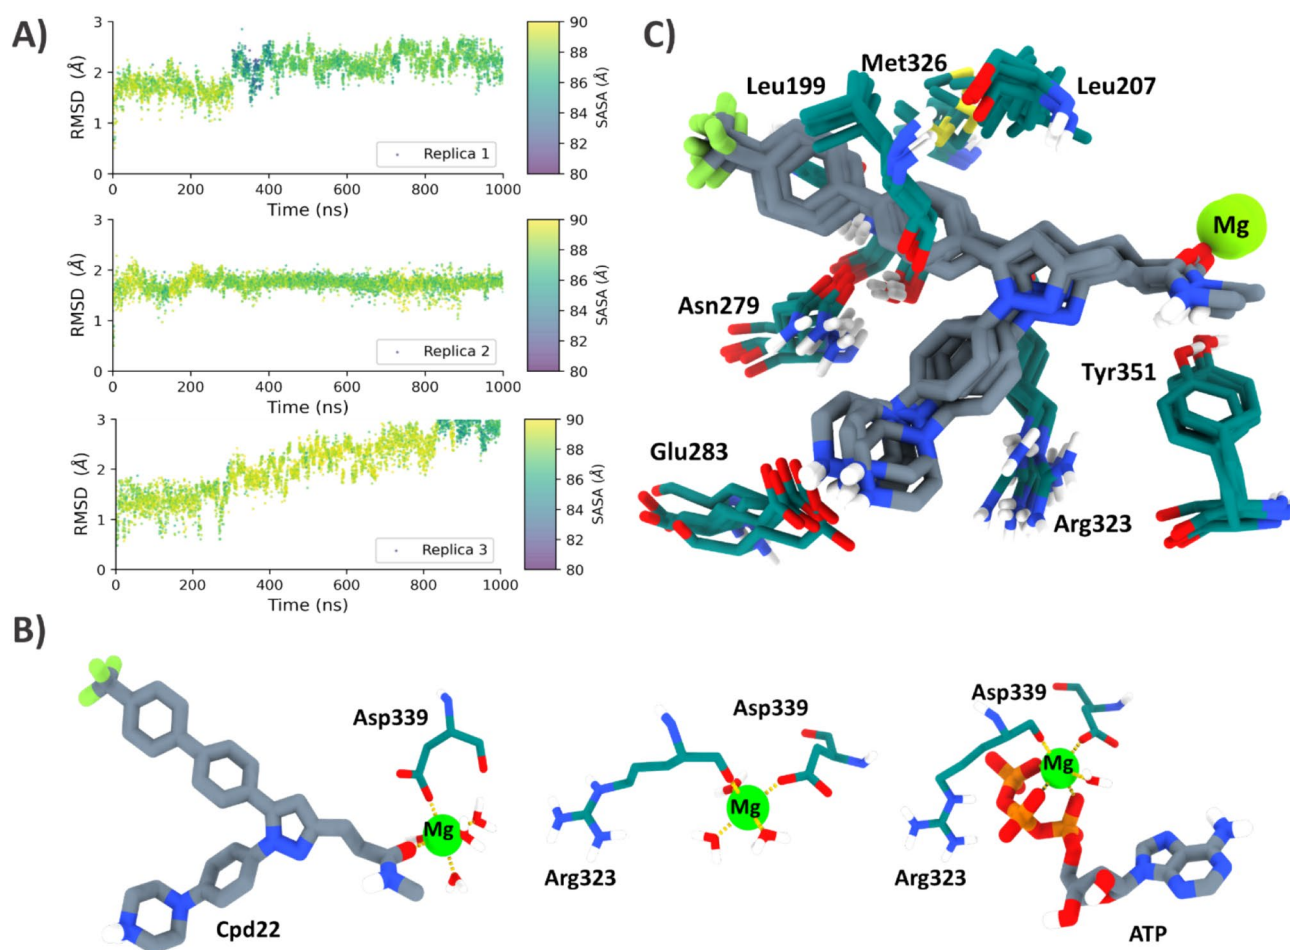 A)
3
2
1
0
RMSD (Å)
0
200
400
600
800
1000
Time (ns)
Replica 1
90
88
86
84
82
80
SASA (Å)
3
2
1
0
RMSD (Å)
0
200
400
600
800
1000
Time (ns)
Replica 2
90
88
86
84
82
80
SASA (Å)
3
2
1
0
RMSD (Å)
0
200
400
600
800
1000
Time (ns)
Replica 3
90
88
86
84
82
80
SASA (Å)
C)
Met326
Leu199
Leu207
Mg
Asn279
Tyr351
Glu283
Arg323
B)
Asp339
Mg
Cpd22
Asp339
Mg
Arg323
Asp339
Mg
Arg323
ATP